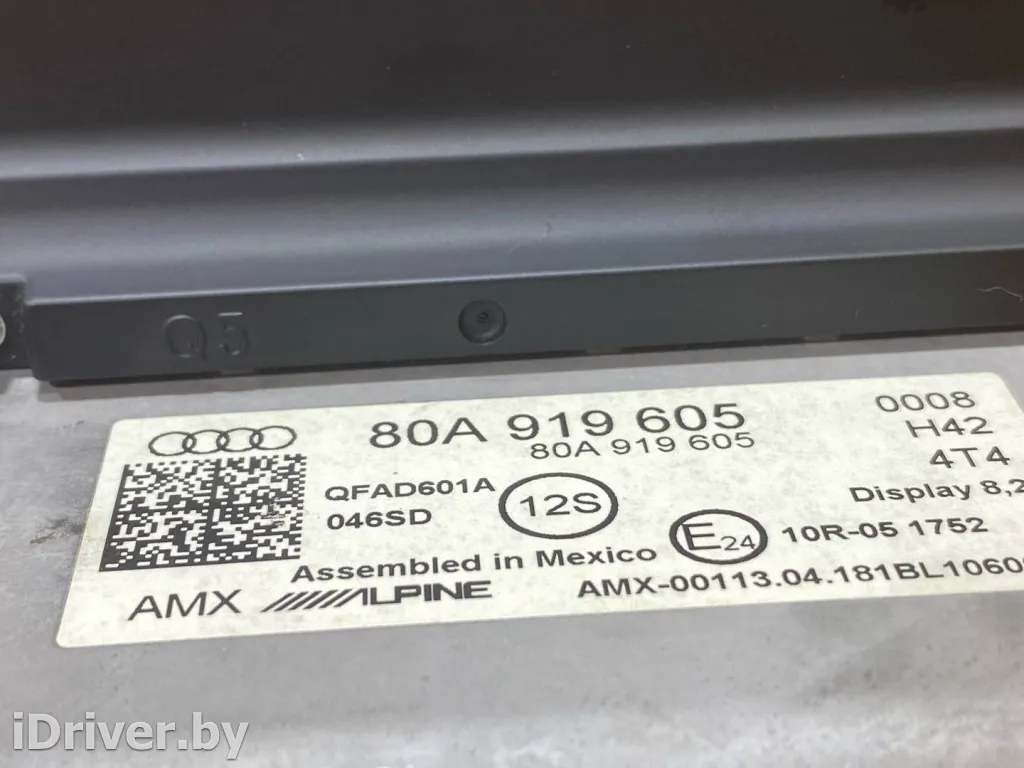 Q5
80A 919 605
80A 919 605
0008
H42
4T4
QFAD601A
046SD
12S
Display 8,2
E24
10R-05 1752
Assembled in Mexico
AMX ALPINE
AMX-00113.04.181BL1060
iDriver.by